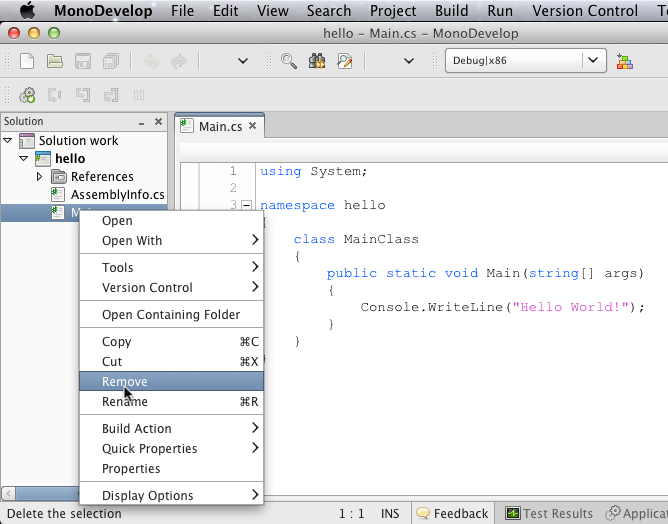 MonoDevelop File Edit View Search Project Build Run Version Control
hello – Main.cs – MonoDevelop
Debug|x86
Solution
Main.cs
Solution work
hello
References
AssemblyInfo.cs
Open
Open With
Tools
Version Control
Open Containing Folder
Copy ⌘C
Cut ⌘X
Remove
Rename ⌘R
Build Action
Quick Properties
Properties
Display Options
1 using System;
2
3 namespace hello
{
class MainClass
{
public static void Main(string[] args)
{
Console.WriteLine("Hello World!");
}
}
Delete the selection 1 : 1 INS Feedback Test Results